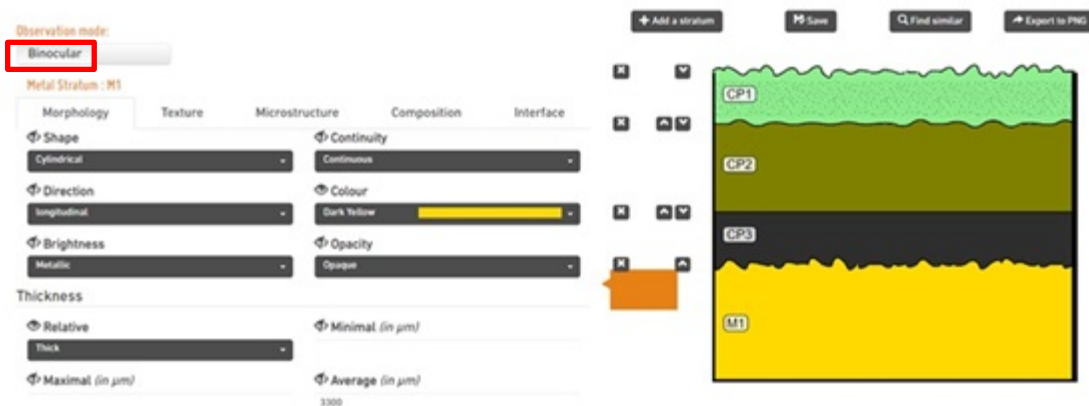 Observation mode:
Binocular
Metal Stratum : M1
Morphology Texture Microstructure Composition Interface
Shape Continuity
Cylindrical Continuous
Direction Colour
longitudinal Dark Yellow
Brightness Opacity
Metallic Opaque
Thickness
Relative Minimal (in µm)
Thick
Maximal (in µm) Average (in µm)
3300
+ Add a stratum Save Find similar Export to PNG
CP1
CP2
CP3
M1